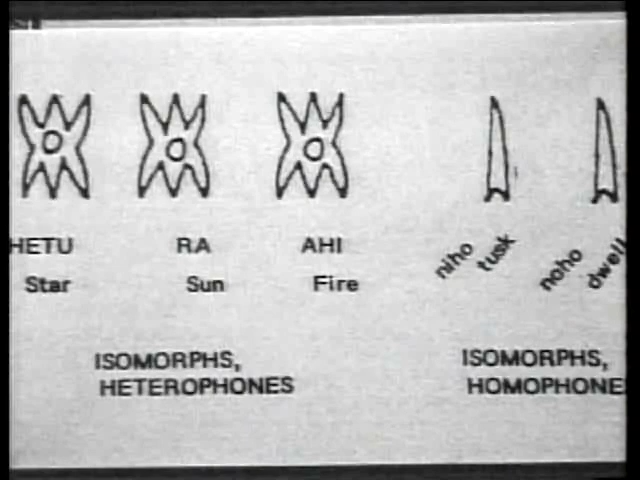 HETU RA AHI niho tusk noho dwell
Star Sun Fire
ISOMORPHS, ISOMORPHS,
HETEROPHONES HOMOPHONE